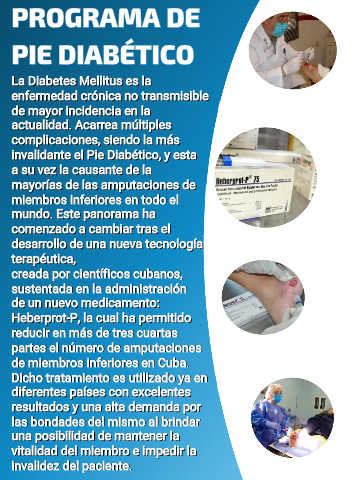 PROGRAMA DE
PIE DIABÉTICO
La Diabetes Mellitus es la
enfermedad crónica no transmisible
de mayor incidencia en la
actualidad. Acarrea múltiples
complicaciones, siendo la más
invalidante el Pie Diabético, y esta
a su vez la causante de la
mayorías de las amputaciones de
miembros inferiores en todo el
mundo. Este panorama ha
comenzado a cambiar tras el
desarrollo de una nueva tecnología
terapéutica,
creada por científicos cubanos,
sustentada en la administración
de un nuevo medicamento:
Heberprot-P, la cual ha permitido
reducir en más de tres cuartas
partes el número de amputaciones
de miembros inferiores en Cuba.
Dicho tratamiento es utilizado ya en
diferentes países con excelentes
resultados y una alta demanda por
las bondades del mismo al brindar
una posibilidad de mantener la
vitalidad del miembro e impedir la
invalidez del paciente.
Heberprot-P 75